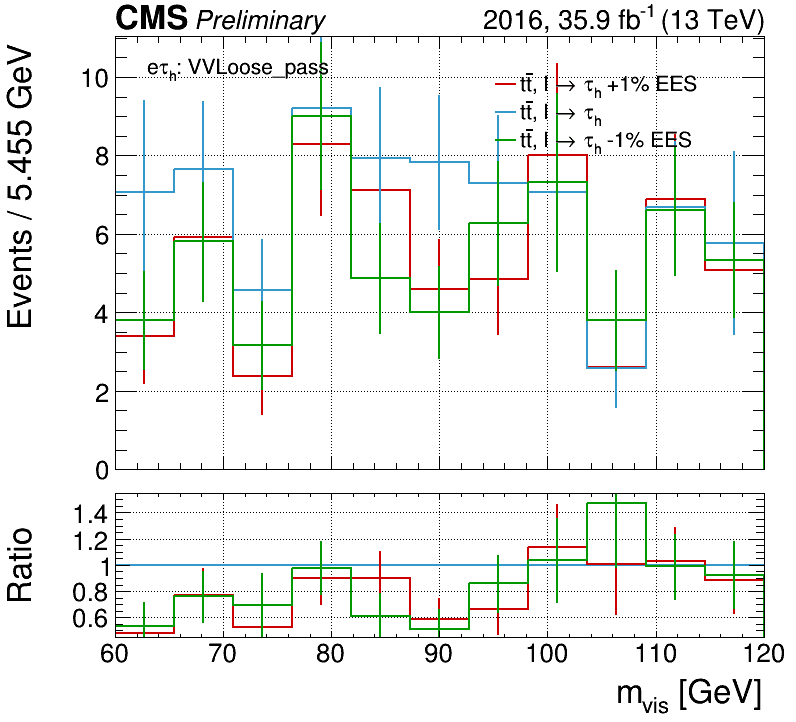 CMS Preliminary 2016, 35.9 fb⁻¹ (13 TeV)
eτₕ: VVLoose_pass
tt̄, l → τₕ +1% EES
tt̄, l → τₕ
tt̄, l → τₕ -1% EES
Events / 5.455 GeV
10
8
6
4
2
0
Ratio
1.4
1.2
1
0.8
0.6
60 70 80 90 100 110 120
m_vis [GeV]